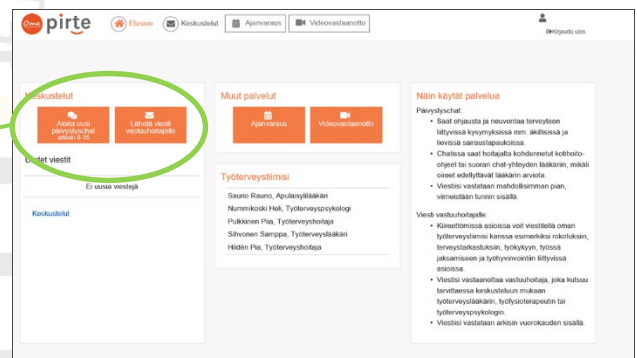 Oma pirte
Etusivu
Keskustelut
Ajanvaraus
Videovastaanotto
Kirjaudu ulos
Keskustelut
Aloita uusi
päivystyschat
arkisin 8-16
Lähetä viesti
vastuuhoitajalle
Uudet viestit
Ei uusia viestejä
Keskustelut
Muut palvelut
Ajanvaraus
Videovastaanotto
Työterveystiimisi
Saurio Rauno, Apulaisylilääkäri
Nummikoski Heli, Työterveyspsykologi
Pulkkinen Piia, Työterveyshoitaja
Sihvonen Samppa, Työterveyslääkäri
Hildén Pia, Työterveyshoitaja
Näin käytät palvelua
Päivystyschat:
• Saat ohjausta ja neuvontaa terveyteen
liittyvissä kysymyksissä mm. äkillisissä ja
lievissä sairaustapauksissa.
• Chatissa saat hoitajalta kohdennetut kotihoito-
ohjeet tai suoran chat-yhteyden lääkäriin, mikäli
oireet edellyttävät lääkärin arviota.
• Viestiisi vastataan mahdollisimman pian,
viimeistään tunnin sisällä.
Viesti vastuuhoitajalle:
• Kiireettömissä asioissa voit viestitellä oman
työterveystiimisi kanssa esimerkiksi rokotuksiin,
terveystarkastuksiin, työkykyyn, työssä
jaksamiseen ja työhyvinvointiin liittyvissä
asioissa.
• Viestisi vastaanottaa vastuuhoitaja, joka kutsuu
tarvittaessa keskusteluun mukaan
työterveyslääkärin, työfysioterapeutin tai
työterveyspsykologin.
• Viestiisi vastataan arkisin vuorokauden sisällä.